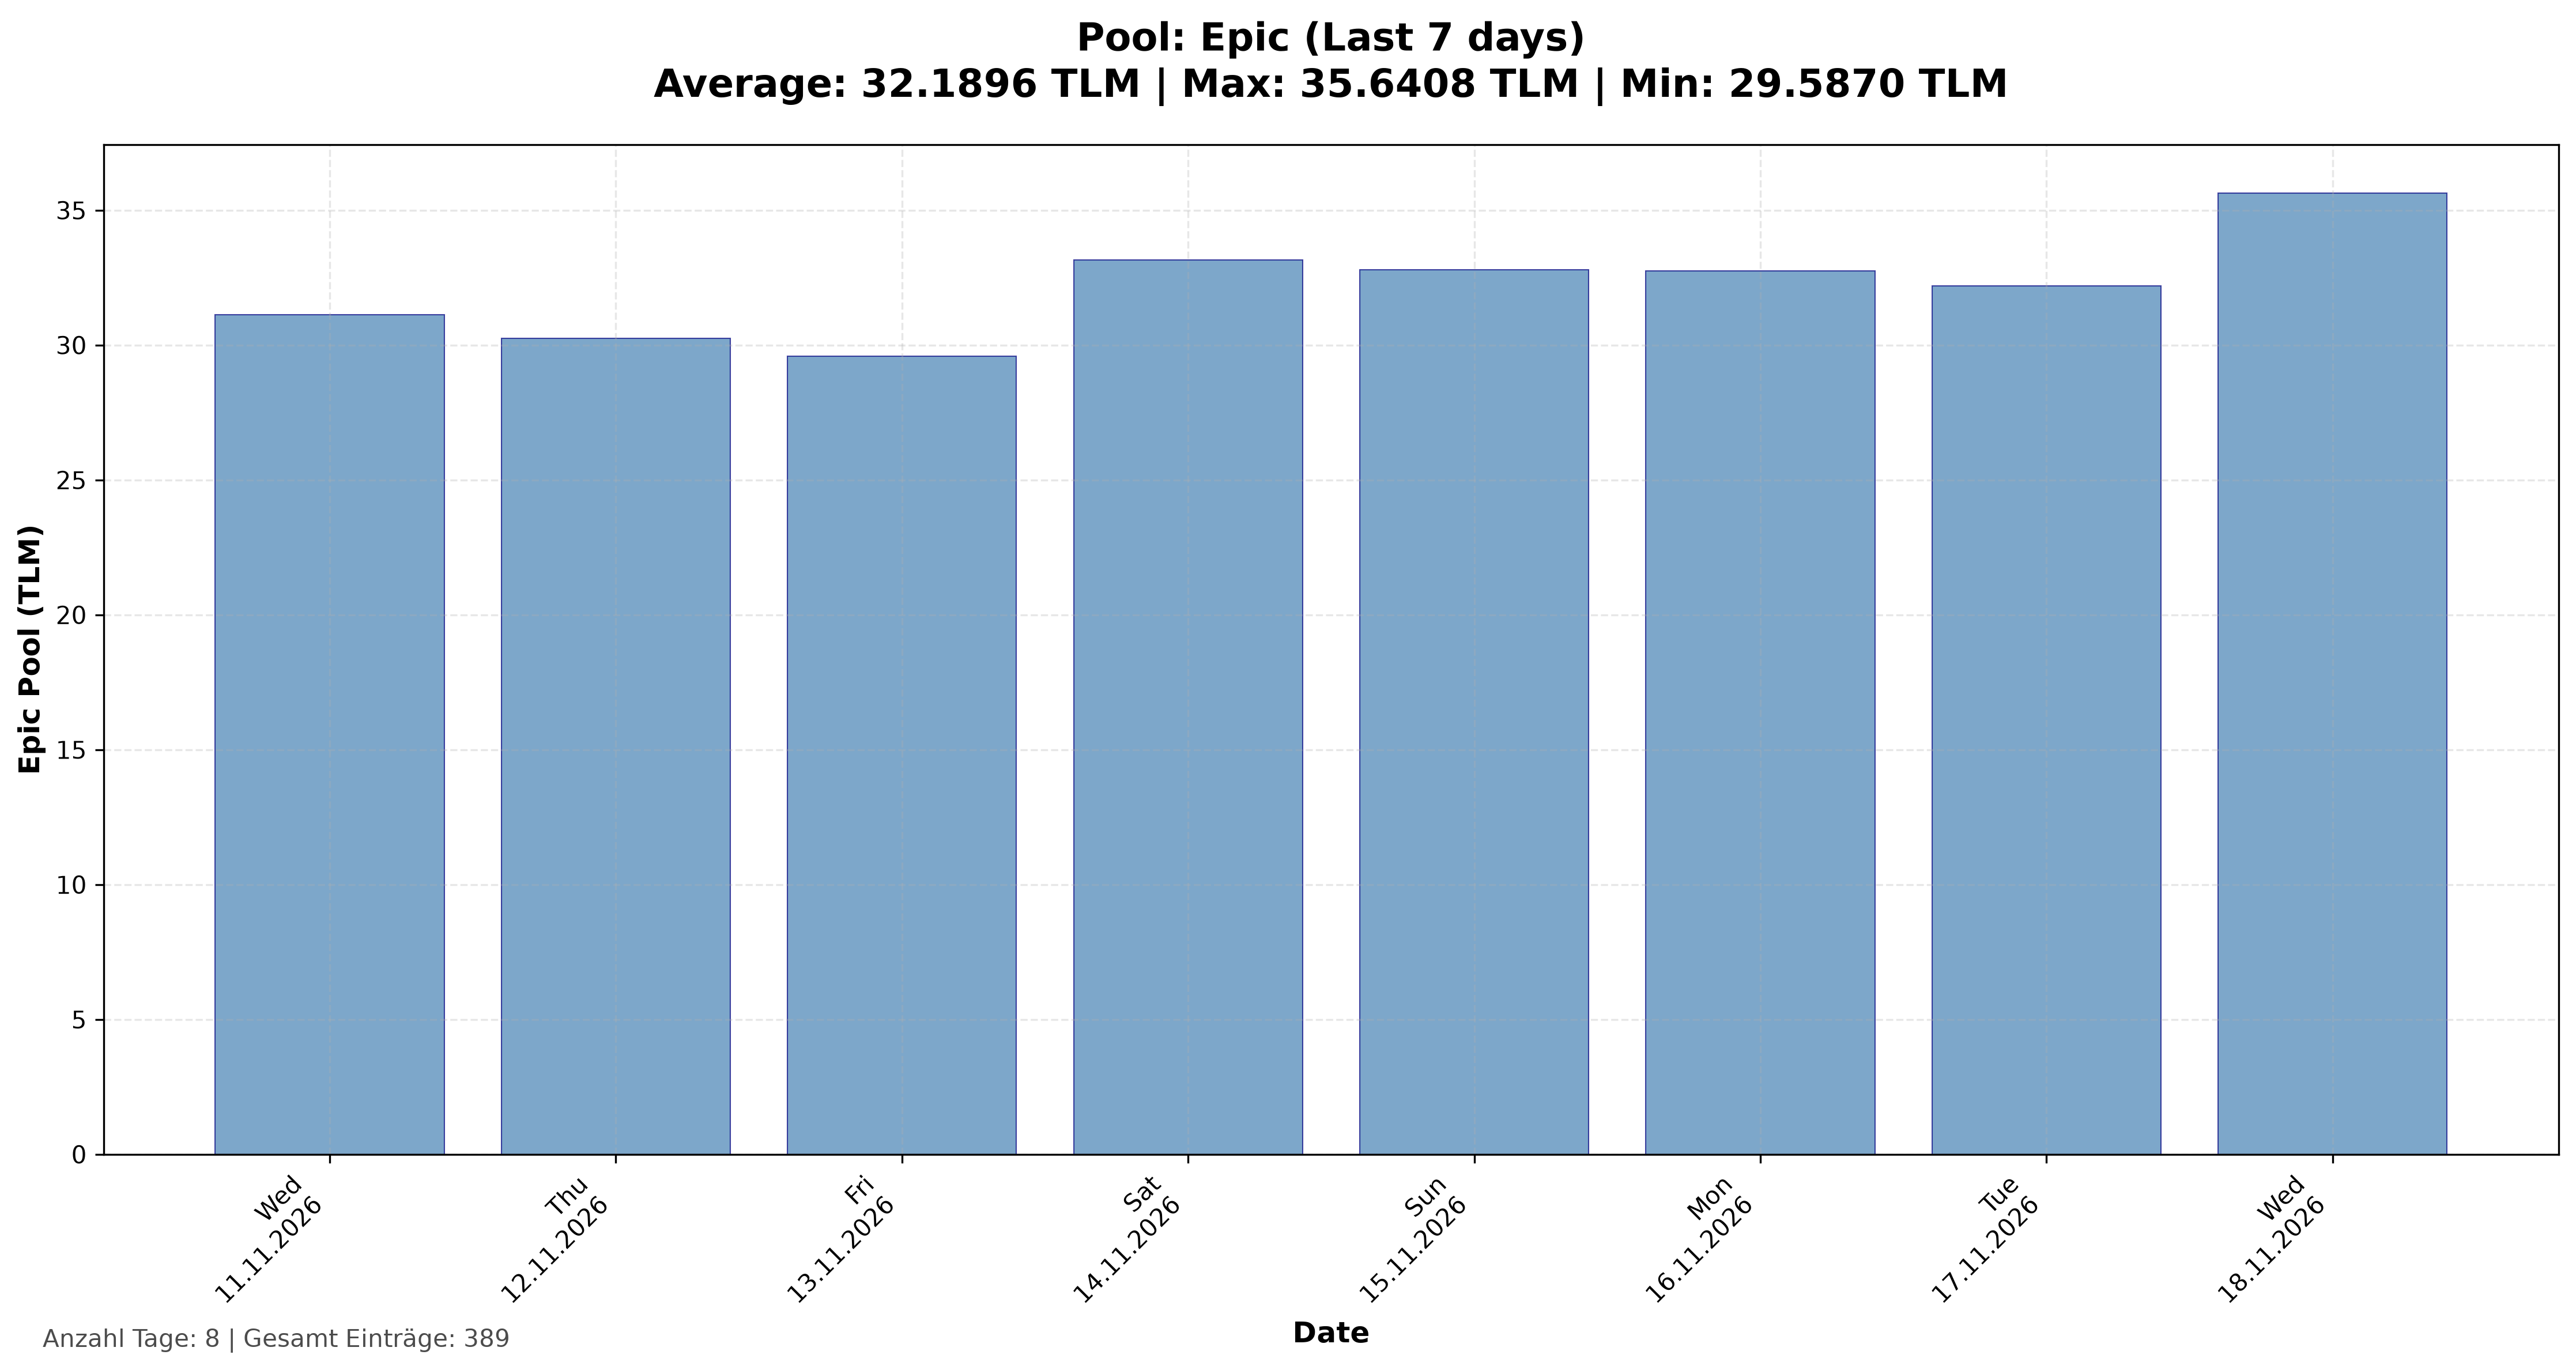 Pool: Epic (Last 7 days)
Average: 32.1896 TLM | Max: 35.6408 TLM | Min: 29.5870 TLM
Epic Pool (TLM)
35
30
25
20
15
10
5
0
Wed
11.11.2026
Thu
12.11.2026
Fri
13.11.2026
Sat
14.11.2026
Sun
15.11.2026
Mon
16.11.2026
Tue
17.11.2026
Wed
18.11.2026
Date
Anzahl Tage: 8 | Gesamt Einträge: 389